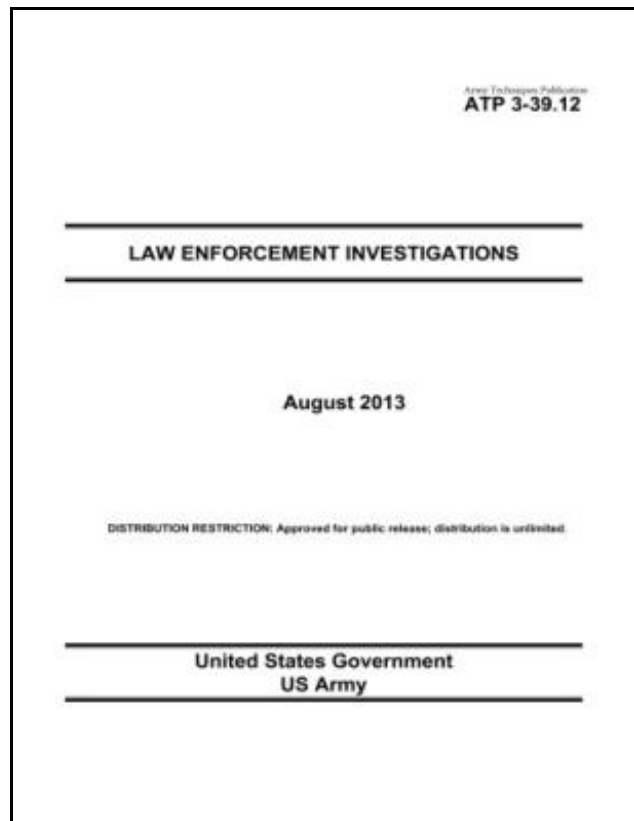 Army Techniques Publication
ATP 3-39.12
LAW ENFORCEMENT INVESTIGATIONS
August 2013
DISTRIBUTION RESTRICTION: Approved for public release; distribution is unlimited.
United States Government
US Army